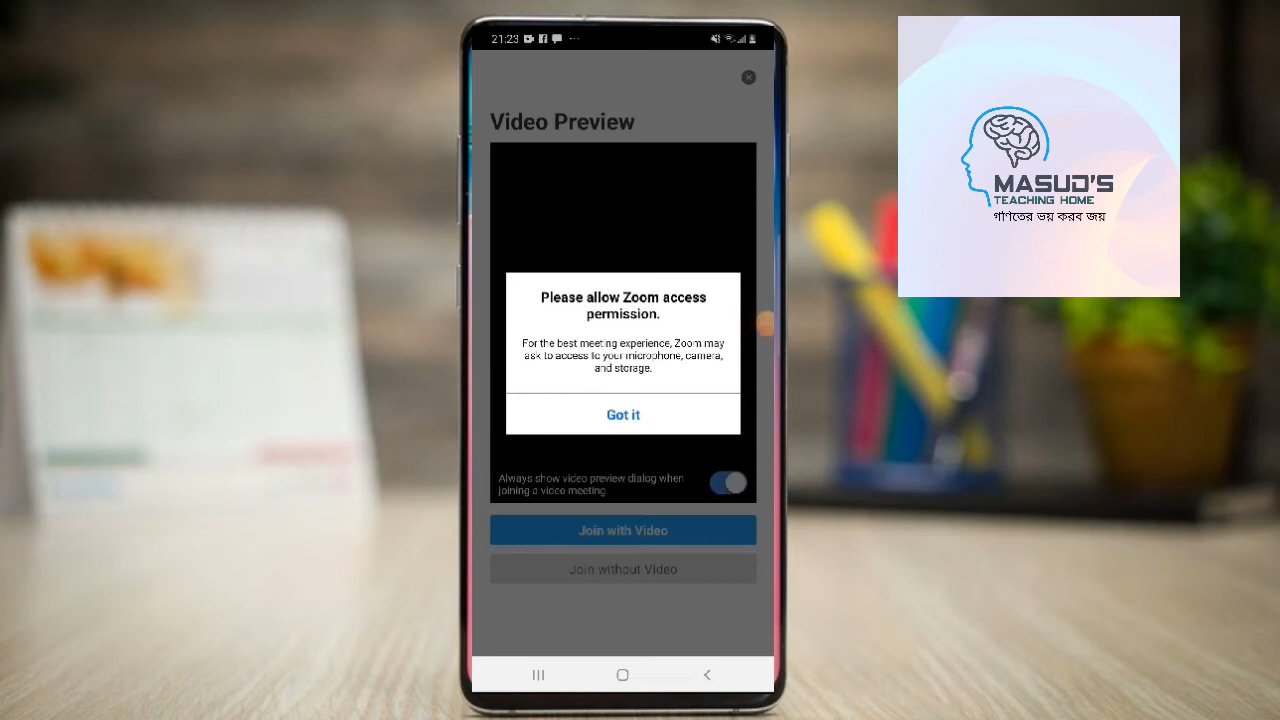 21:23
Video Preview
Please allow Zoom access
permission.
For the best meeting experience, Zoom may
ask to access to your microphone, camera,
and storage.
Got it
Always show video preview dialog when
joining a video meeting
Join with Video
Join without Video
MASUD'S
TEACHING HOME
গণিতের ভয় করব জয়